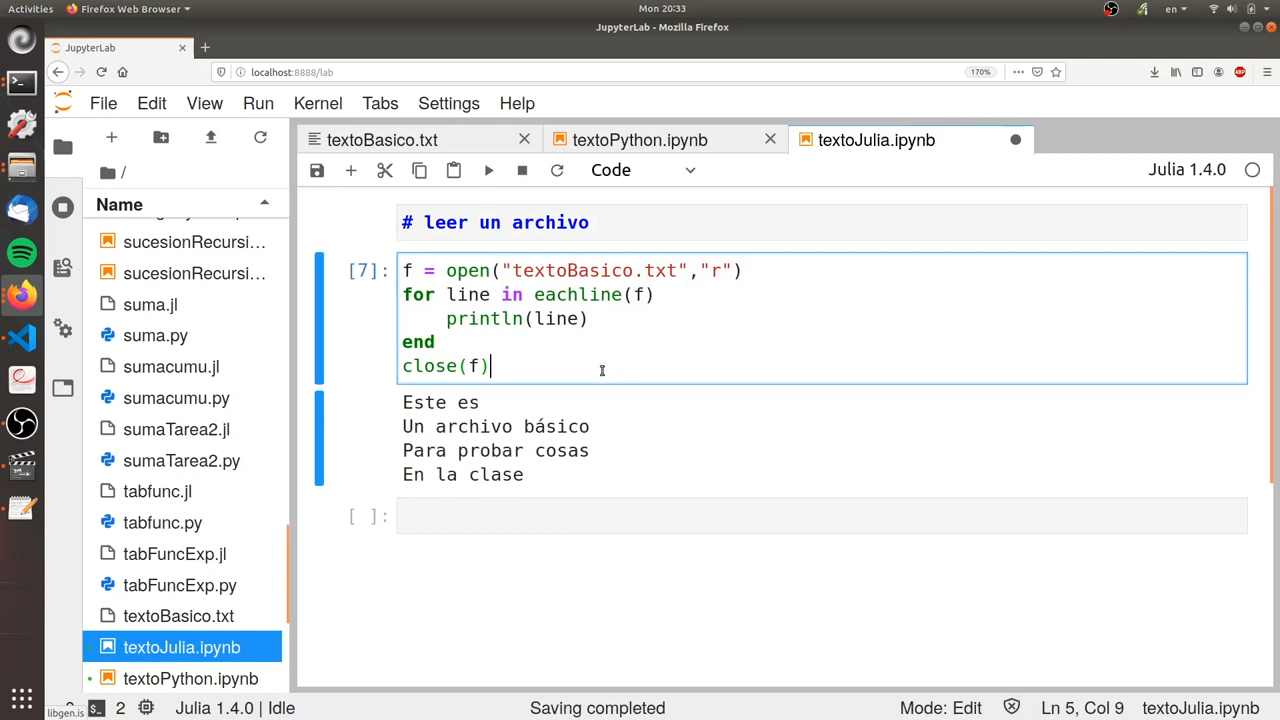 Activities
Firefox Web Browser
Mon 20:33
en
JupyterLab - Mozilla Firefox
JupyterLab
localhost:8888/lab
170%
ABP
File Edit View Run Kernel Tabs Settings Help
textoBasico.txt
textoPython.ipynb
textoJulia.ipynb
/
Code
Julia 1.4.0
Name
sucesionRecursi...
sucesionRecursi...
suma.jl
suma.py
sumacumu.jl
sumacumu.py
sumaTarea2.jl
sumaTarea2.py
tabfunc.jl
tabfunc.py
tabFuncExp.jl
tabFuncExp.py
textoBasico.txt
textoJulia.ipynb
textoPython.ipynb
# leer un archivo
[7]:
f = open("textoBasico.txt","r")
for line in eachline(f)
    println(line)
end
close(f)
Este es
Un archivo básico
Para probar cosas
En la clase
[ ]:
libgen.is
$_ 2
Julia 1.4.0 | Idle
Saving completed
Mode: Edit
Ln 5, Col 9
textoJulia.ipynb